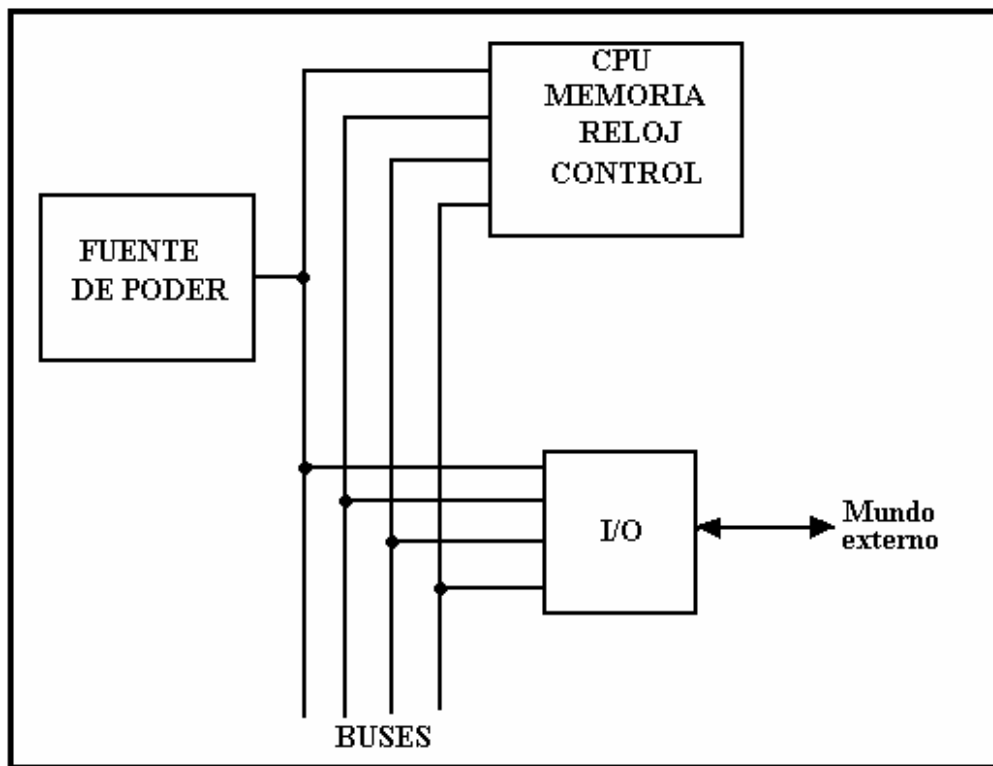 CPU
MEMORIA
RELOJ
CONTROL
FUENTE
DE PODER
I/O
Mundo
externo
BUSES